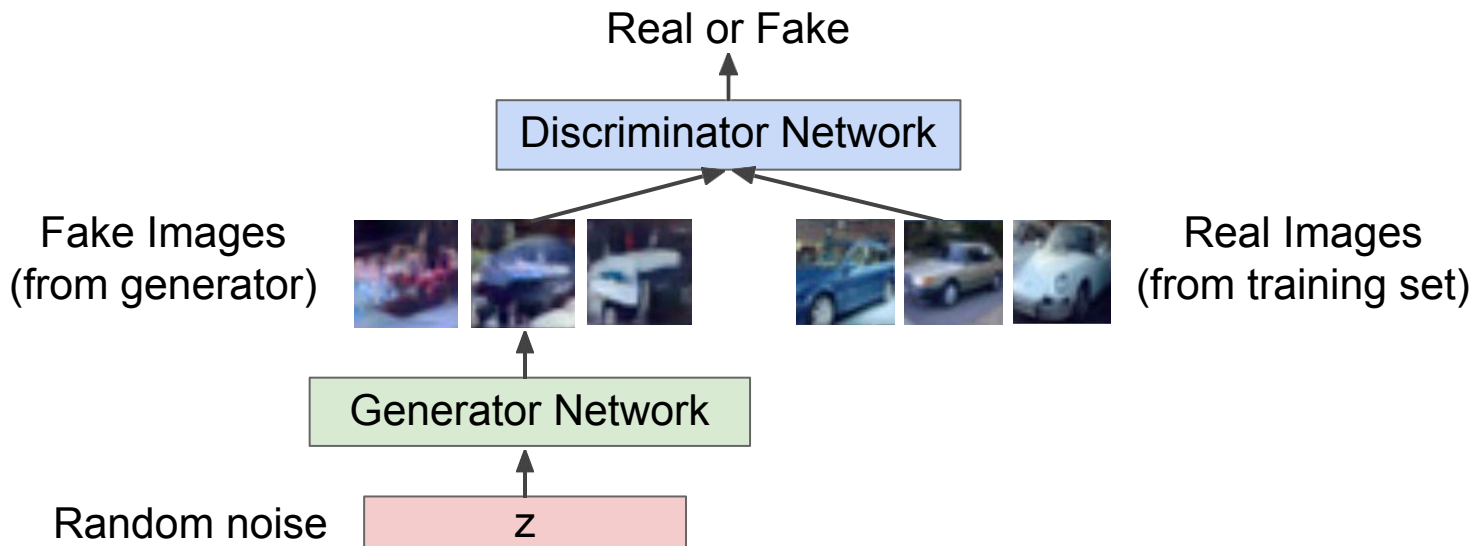 Real or Fake
Discriminator Network
Fake Images
(from generator)
Real Images
(from training set)
Generator Network
Random noise
z